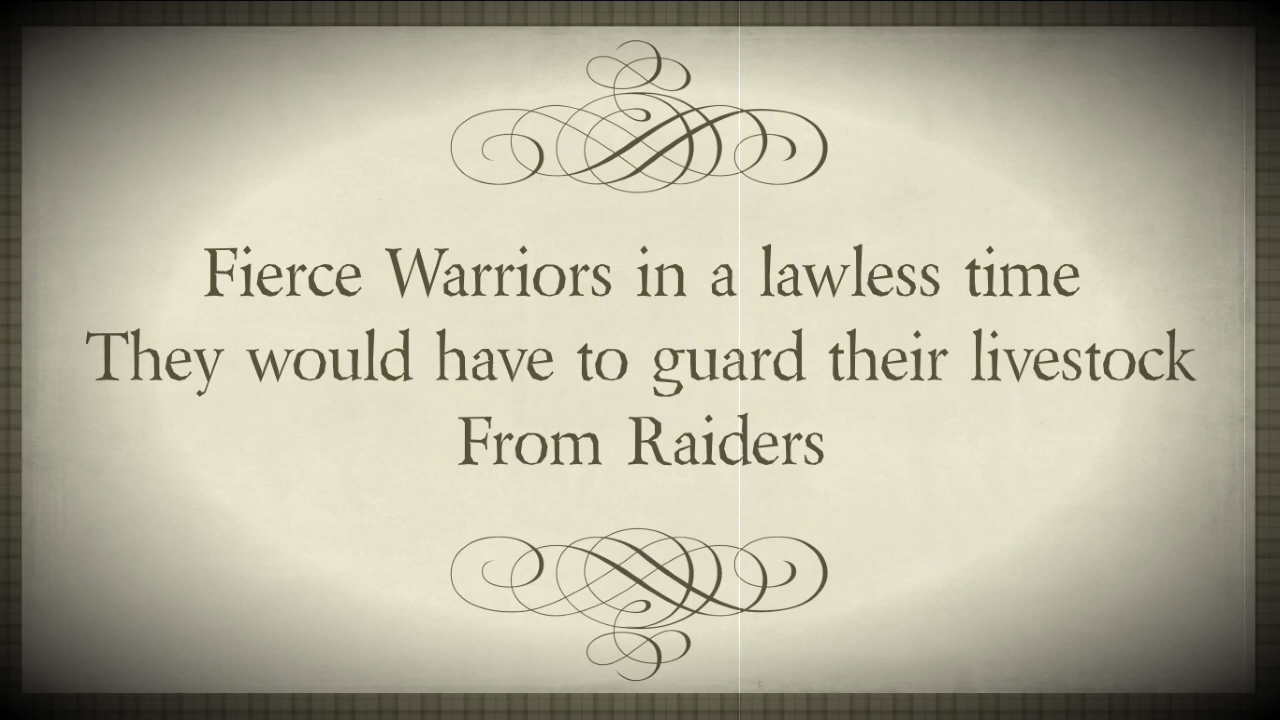 Fierce Warriors in a lawless time
They would have to guard their livestock
From Raiders